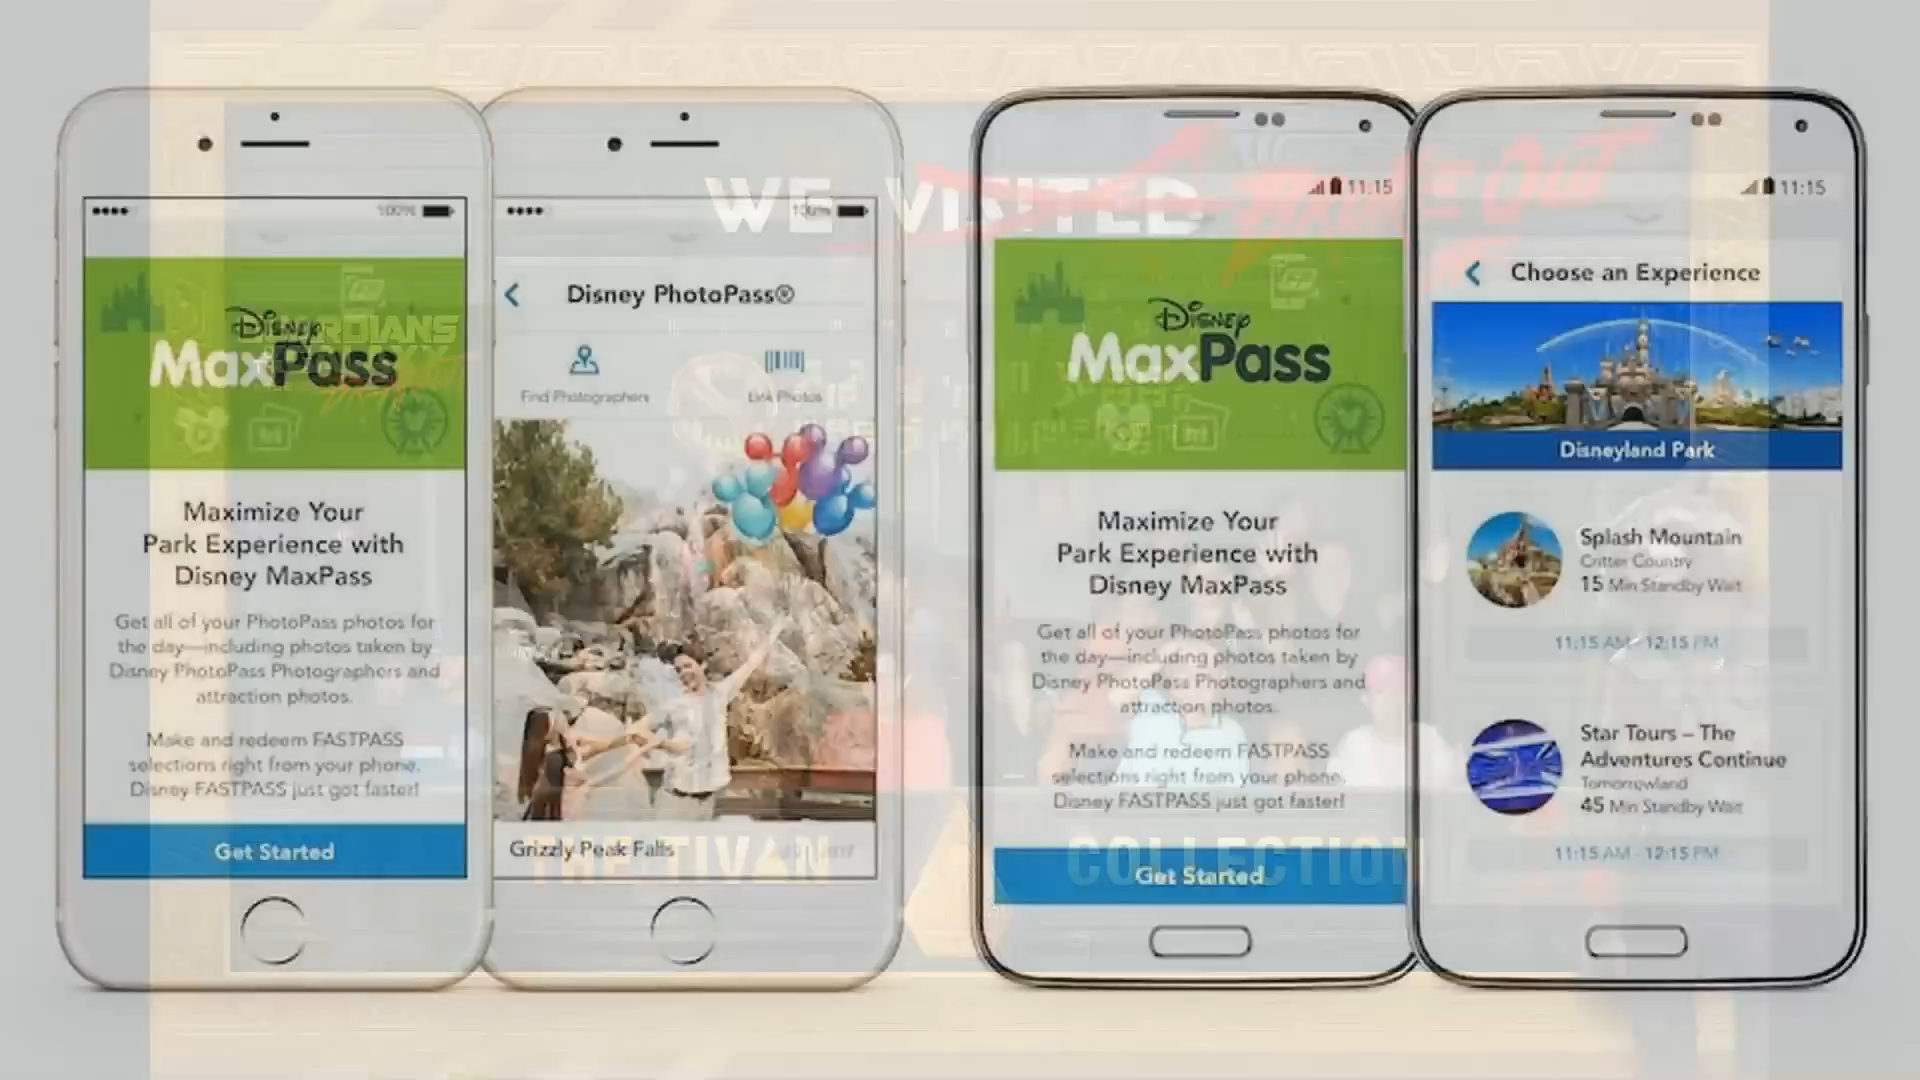 100%
Disney
MaxPass
Maximize Your
Park Experience with
Disney MaxPass
Get all of your PhotoPass photos for
the day—including photos taken by
Disney PhotoPass Photographers and
attraction photos.
Make and redeem FASTPASS
selections right from your phone.
Disney FASTPASS just got faster!
Get Started
100%
Disney PhotoPass®
Find Photographers
Link Photos
Grizzly Peak Falls
11:15
Disney
MaxPass
Maximize Your
Park Experience with
Disney MaxPass
Get all of your PhotoPass photos for
the day—including photos taken by
Disney PhotoPass Photographers and
attraction photos.
Make and redeem FASTPASS
selections right from your phone.
Disney FASTPASS just got faster!
Get Started
11:15
Choose an Experience
Disneyland Park
Splash Mountain
Critter Country
15 Min Standby Wait
11:15 AM - 12:15 PM
Star Tours – The
Adventures Continue
Tomorrowland
45 Min Standby Wait
11:15 AM - 12:15 PM
WE VISITED
GUARDIANS
THE TIVAN COLLECTION